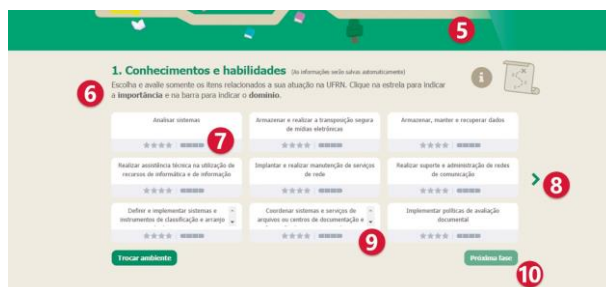 5
1. Conhecimentos e habilidades (As informações serão salvas automaticamente)
6
Escolha e avalie somente os itens relacionados a sua atuação na UFRN. Clique na estrela para indicar
a importância e na barra para indicar o domínio.
i
Analisar sistemas
7
Armazenar e realizar a transposição segura
de mídias eletrônicas
Armazenar, manter e recuperar dados
Realizar assistência técnica na utilização de
recursos de informática e de informação
Implantar e realizar manutenção de serviços
de rede
Realizar suporte e administração de redes
de comunicação
8
Definir e implementar sistemas e
instrumentos de classificação e arranjo
Coordenar sistemas e serviços de
arquivos ou centros de documentação e
9
Implementar políticas de avaliação
documental
Trocar ambiente
Próxima fase
10